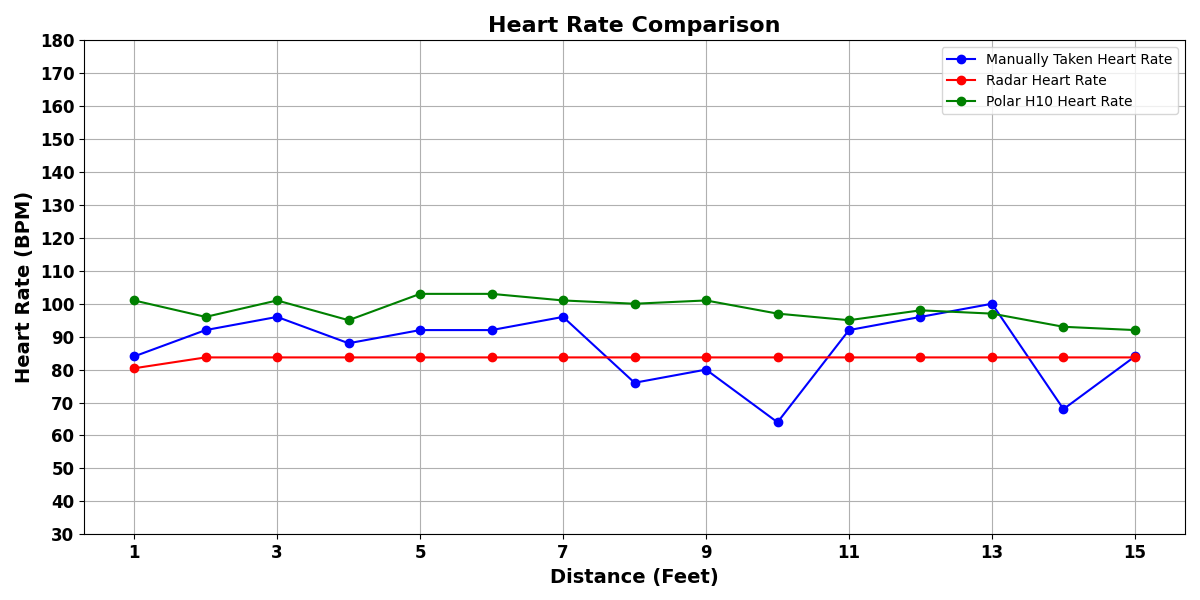 Heart Rate Comparison
Heart Rate (BPM)
180
170
160
150
140
130
120
110
100
90
80
70
60
50
40
30
Manually Taken Heart Rate
Radar Heart Rate
Polar H10 Heart Rate
1 3 5 7 9 11 13 15
Distance (Feet)